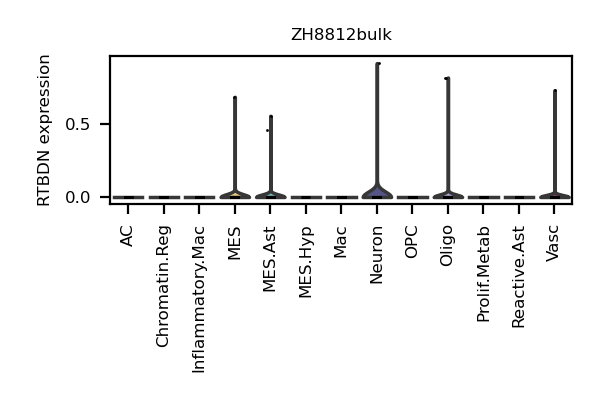 ZH8812bulk
RTBDN expression
0.5
0.0
AC
Chromatin.Reg
Inflammatory.Mac
MES
MES.Ast
MES.Hyp
Mac
Neuron
OPC
Oligo
Prolif.Metab
Reactive.Ast
Vasc